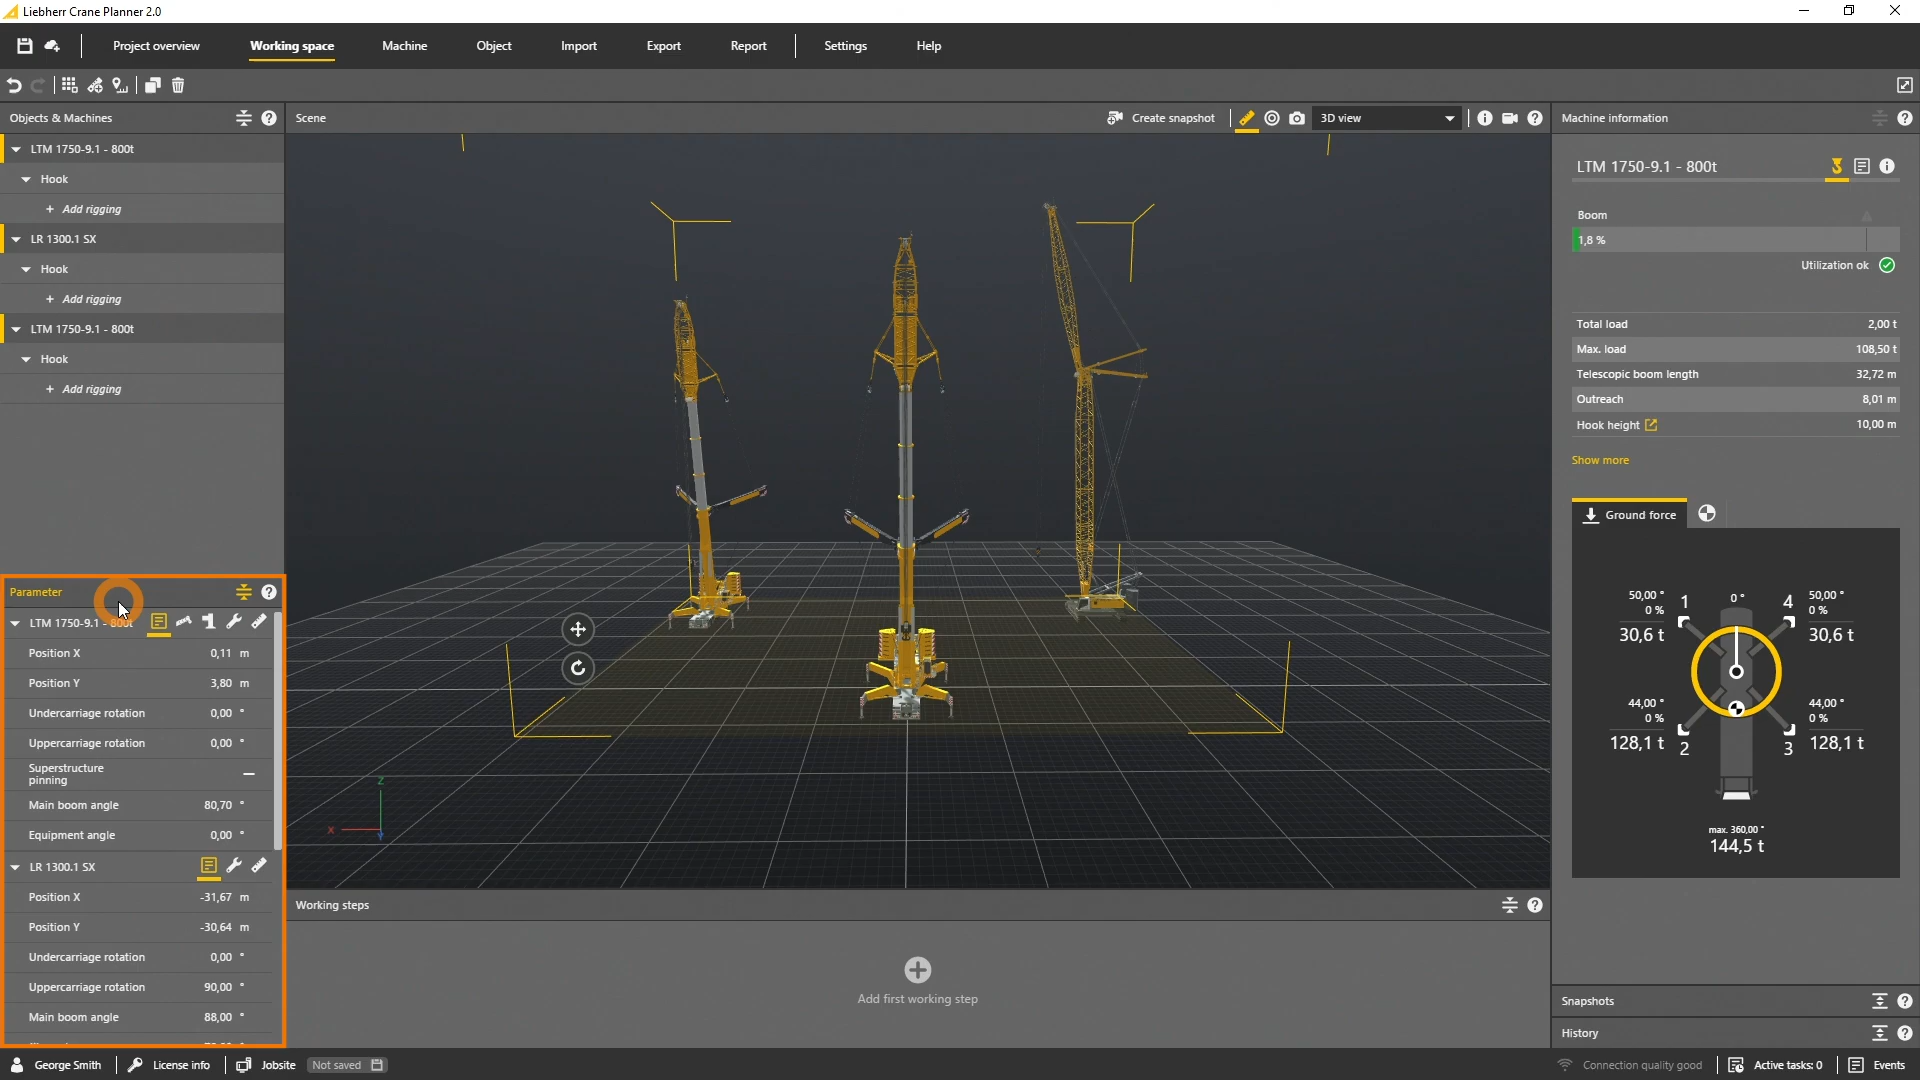 Liebherr Crane Planner 2.0
Project overview
Working space
Machine
Object
Import
Export
Report
Settings
Help
Objects & Machines
LTM 1750-9.1 - 800t
Hook
+ Add rigging
LR 1300.1 SX
Hook
+ Add rigging
LTM 1750-9.1 - 800t
Hook
+ Add rigging
Parameter
LTM 1750-9.1 - 800t
Position X 0,11 m
Position Y 3,80 m
Undercarriage rotation 0,00 °
Uppercarriage rotation 0,00 °
Superstructure
pinning
Main boom angle 80,70 °
Equipment angle 0,00 °
LR 1300.1 SX
Position X -31,67 m
Position Y -30,64 m
Undercarriage rotation 0,00 °
Uppercarriage rotation 90,00 °
Main boom angle 88,00 °
Scene
Create snapshot
3D view
Z
X
Y
Working steps
Add first working step
Machine information
LTM 1750-9.1 - 800t
Boom
1,8 %
Utilization ok
Total load 2,00 t
Max. load 108,50 t
Telescopic boom length 32,72 m
Outreach 8,01 m
Hook height 10,00 m
Show more
Ground force
50,00 °
0 %
30,6 t
1
0 °
4
50,00 °
0 %
30,6 t
44,00 °
0 %
128,1 t
2
3
44,00 °
0 %
128,1 t
max. 360,00 °
144,5 t
Snapshots
History
George Smith
License info
Jobsite
Not saved
Connection quality good
Active tasks: 0
Events